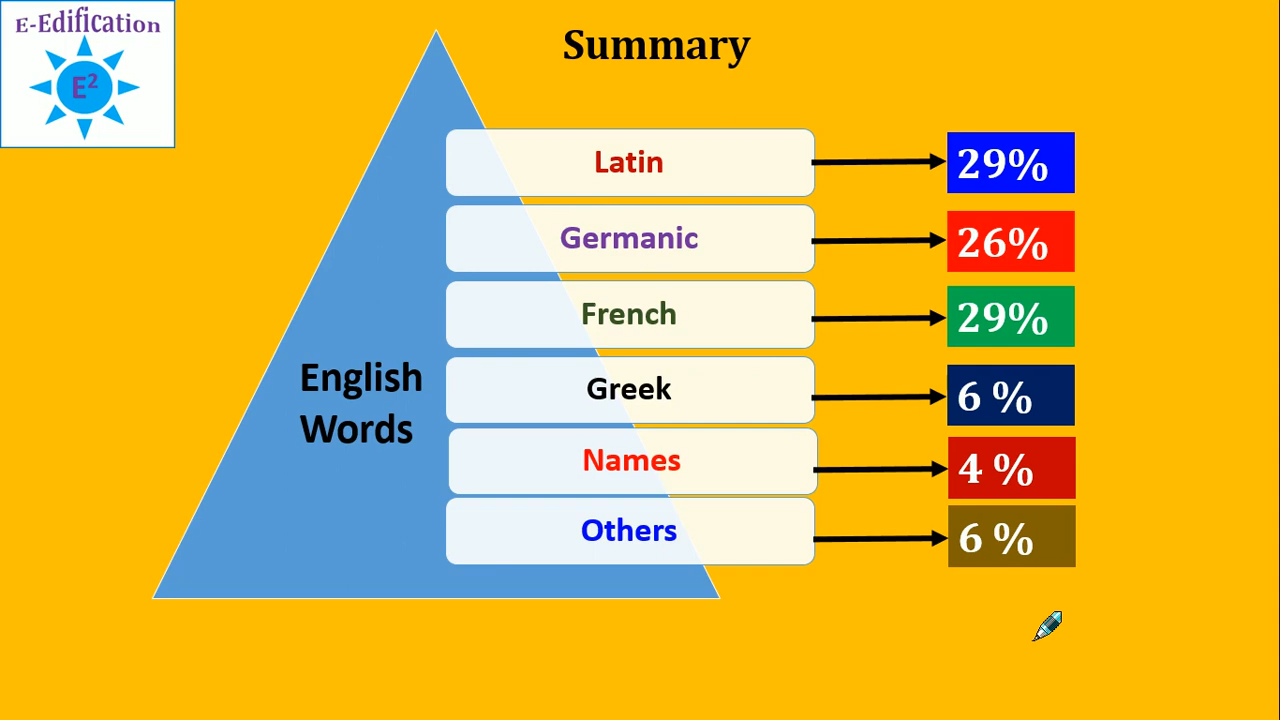 E-Edification
E²
Summary
Latin
29%
Germanic
26%
French
29%
English
Words
Greek
6 %
Names
4 %
Others
6 %